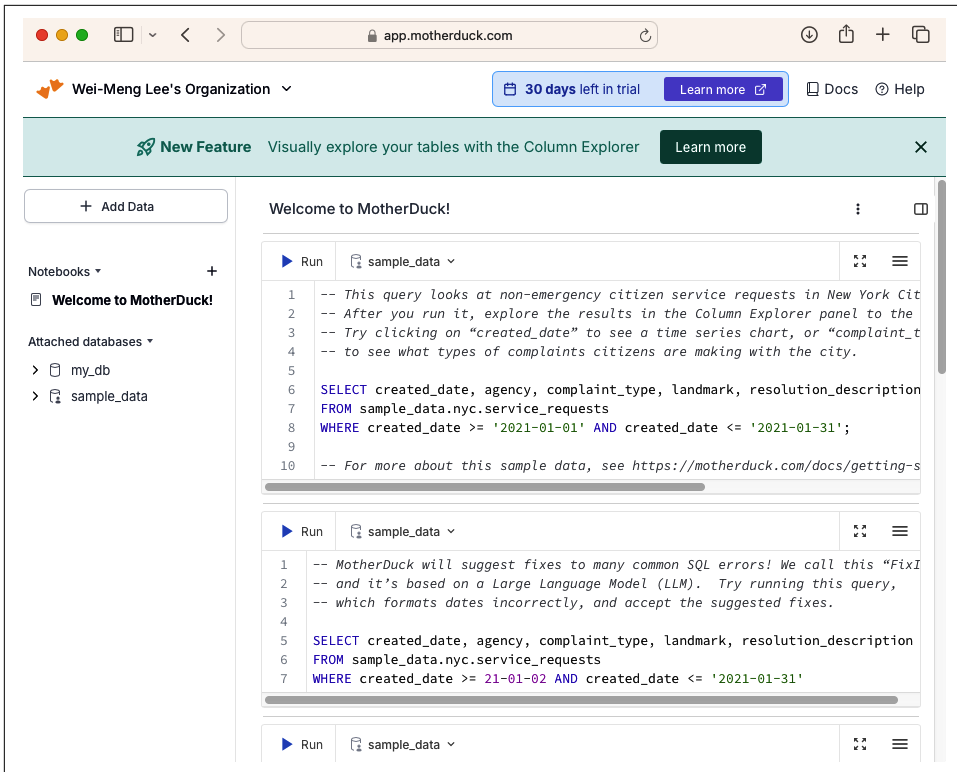 app.motherduck.com
Wei-Meng Lee's Organization
30 days left in trial
Learn more
Docs
Help
New Feature Visually explore your tables with the Column Explorer
Learn more
Add Data
Notebooks
Welcome to MotherDuck!
Attached databases
my_db
sample_data
Welcome to MotherDuck!
Run
sample_data
1 -- This query looks at non-emergency citizen service requests in New York Cit
2 -- After you run it, explore the results in the Column Explorer panel to the
3 -- Try clicking on “created_date” to see a time series chart, or “complaint_t
4 -- to see what types of complaints citizens are making with the city.
5
6 SELECT created_date, agency, complaint_type, landmark, resolution_description
7 FROM sample_data.nyc.service_requests
8 WHERE created_date >= '2021-01-01' AND created_date <= '2021-01-31';
9
10 -- For more about this sample data, see https://motherduck.com/docs/getting-s
Run
sample_data
1 -- MotherDuck will suggest fixes to many common SQL errors! We call this “FixI
2 -- and it’s based on a Large Language Model (LLM).  Try running this query,
3 -- which formats dates incorrectly, and accept the suggested fixes.
4
5 SELECT created_date, agency, complaint_type, landmark, resolution_description
6 FROM sample_data.nyc.service_requests
7 WHERE created_date >= 21-01-02 AND created_date <= '2021-01-31'
Run
sample_data